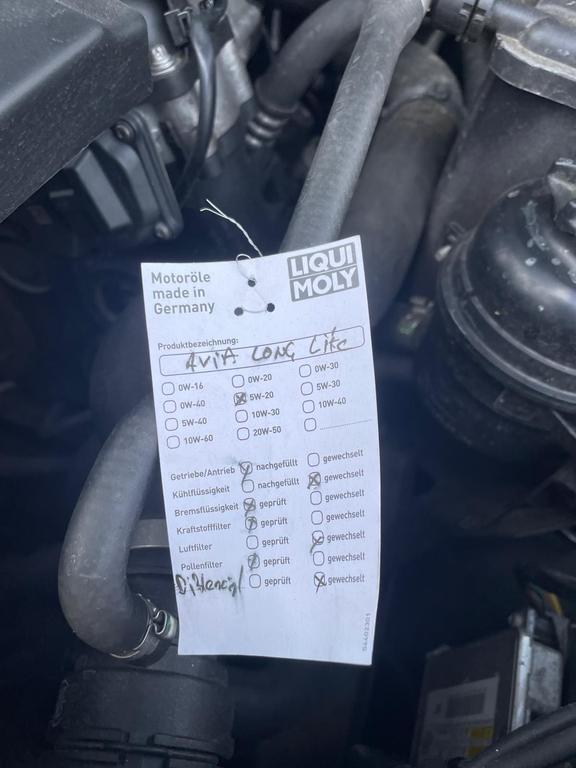 Motoröle
made in
Germany
LIQUI
MOLY
Produktbezeichnung:
AVIA LONG Life
0W-16 0W-20 0W-30
0W-40 5W-20 5W-30
5W-40 10W-30 10W-40
10W-60 20W-50
Getriebe/Antrieb nachgefüllt gewechselt
Kühlflüssigkeit nachgefüllt gewechselt
Bremsflüssigkeit geprüft gewechselt
Kraftstofffilter geprüft gewechselt
Luftfilter geprüft gewechselt
Pollenfilter geprüft gewechselt
geprüft gewechselt